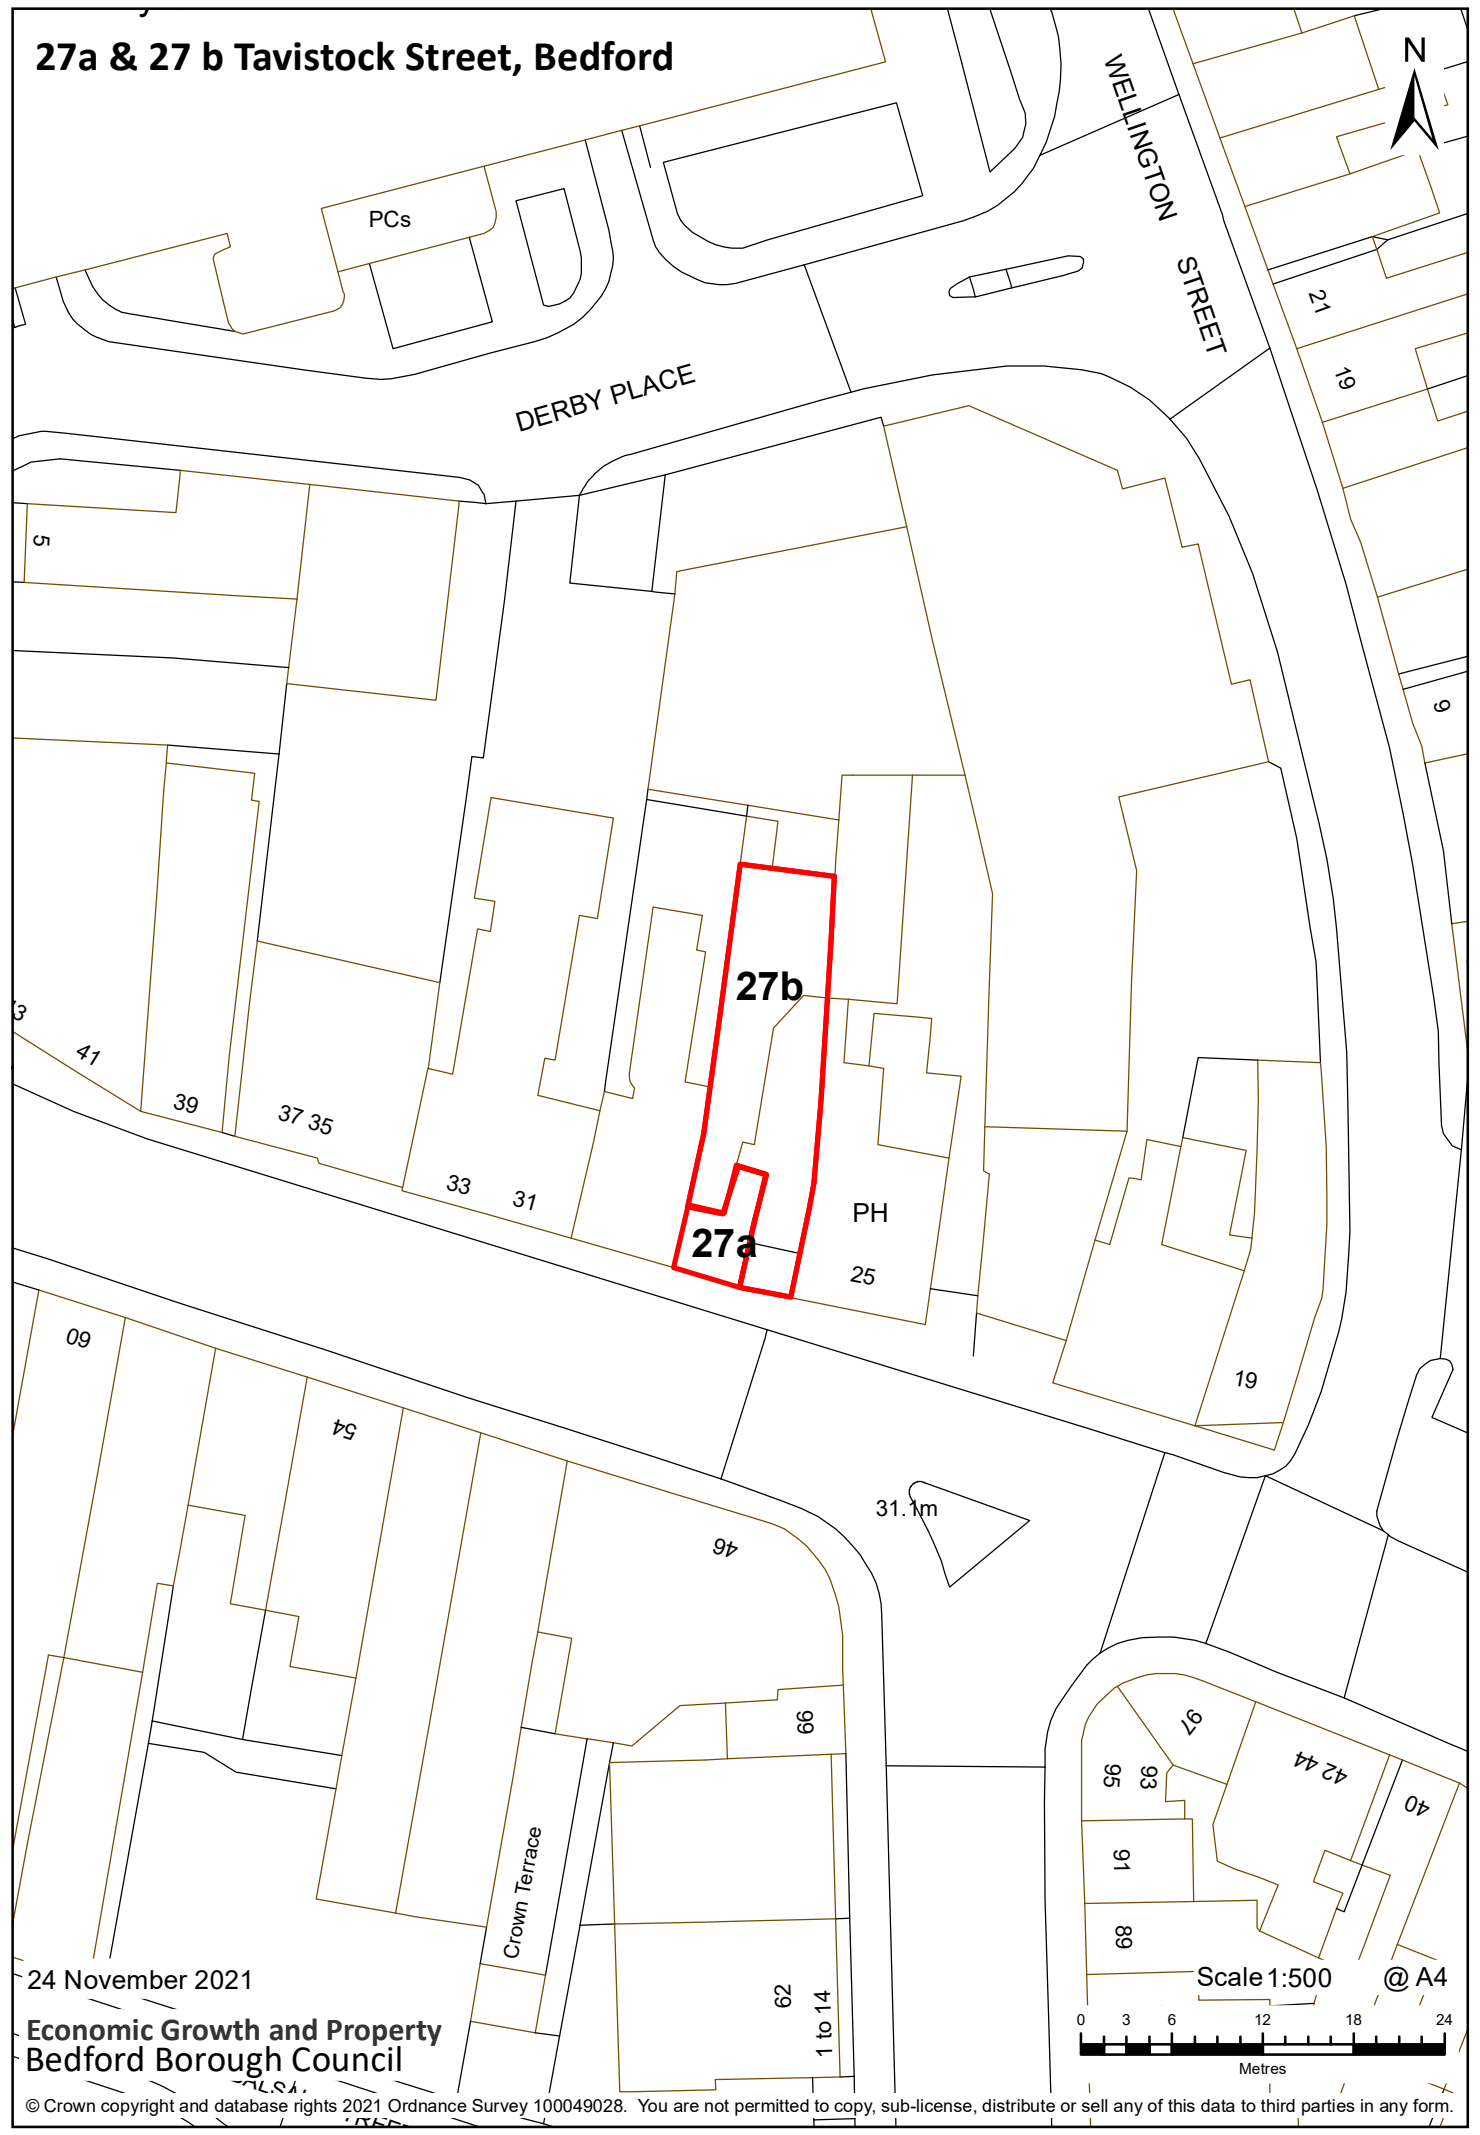 27a & 27 b Tavistock Street, Bedford
N
WELLINGTON STREET
PCs
DERBY PLACE
21
19
5
9
27b
41
39
37 35
33
31
27a
PH
25
19
60
54
46
31.1m
99
97
95
93
91
89
42 44
40
Crown Terrace
62
1 to 14
24 November 2021
Economic Growth and Property
Bedford Borough Council
Scale 1:500 @ A4
0 3 6 12 18 24
Metres
© Crown copyright and database rights 2021 Ordnance Survey 100049028. You are not permitted to copy, sub-license, distribute or sell any of this data to third parties in any form.